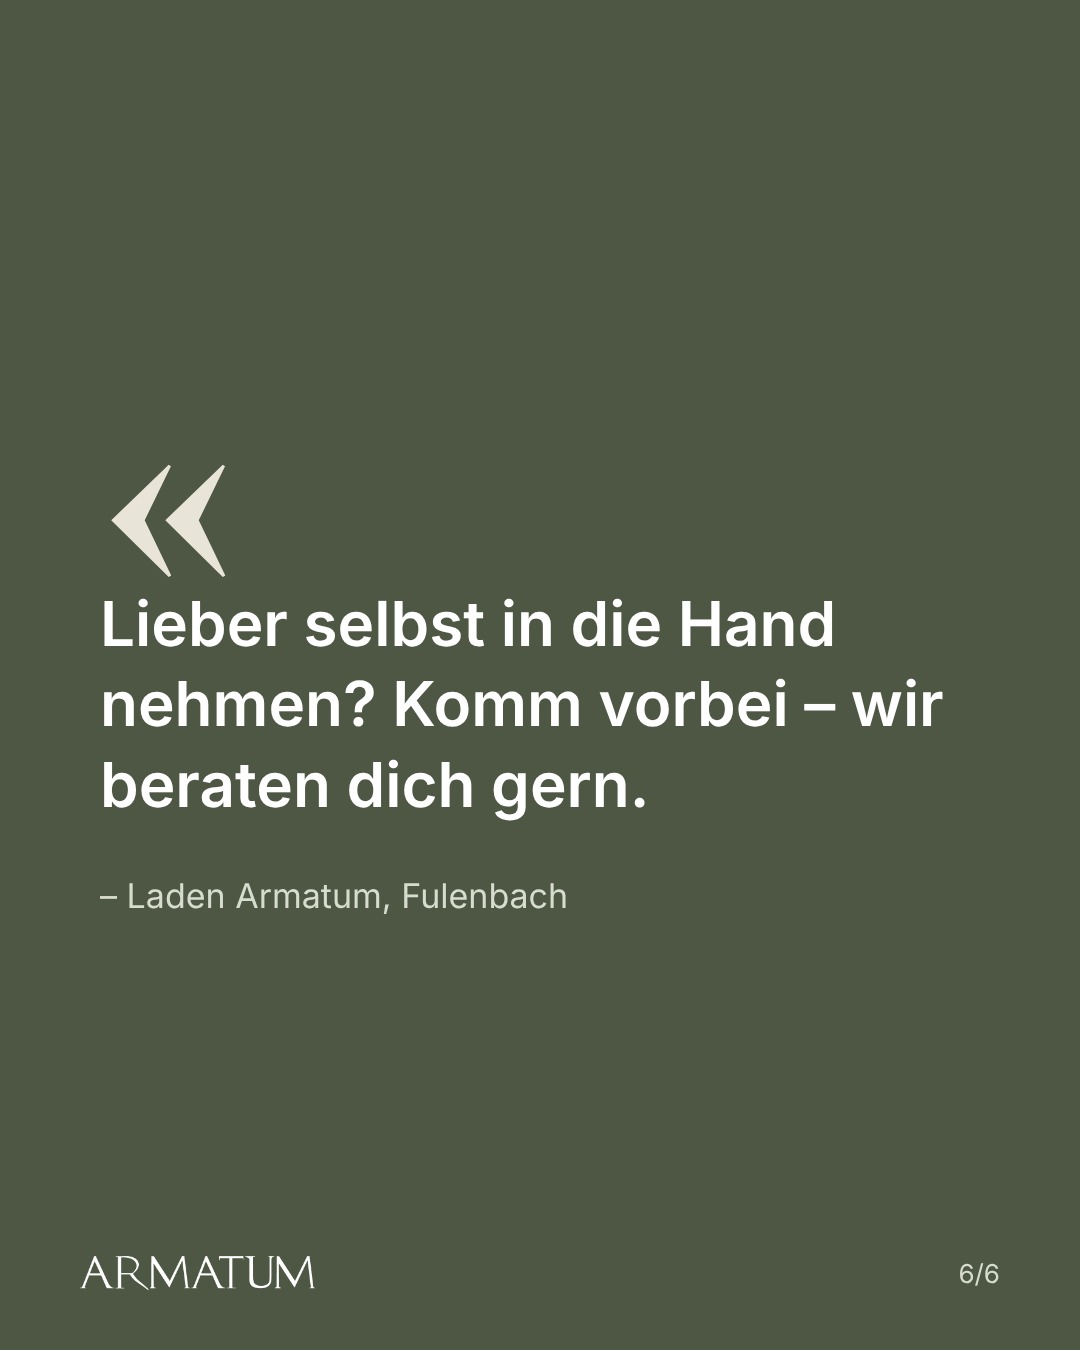 «
Lieber selbst in die Hand
nehmen? Komm vorbei – wir
beraten dich gern.
– Laden Armatum, Fulenbach
ARMATUM
6/6